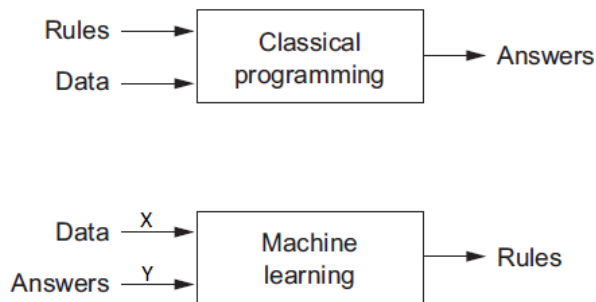 Rules
Data
Classical
programming
Answers
Data
X
Answers
Y
Machine
learning
Rules